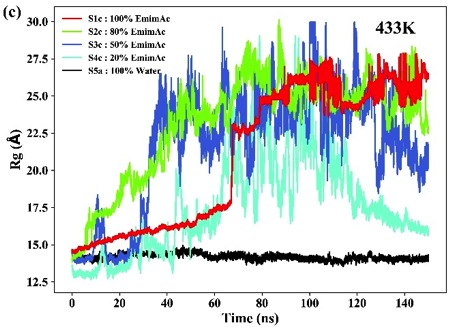 (c)
S1c : 100% EmimAc
S2c : 80% EmimAc
S3c : 50% EmimAc
S4c : 20% EmimAc
S5a : 100% Water
433K
30.0
27.5
25.0
22.5
20.0
17.5
15.0
12.5
Rg (Å)
0 20 40 60 80 100 120 140
Time (ns)